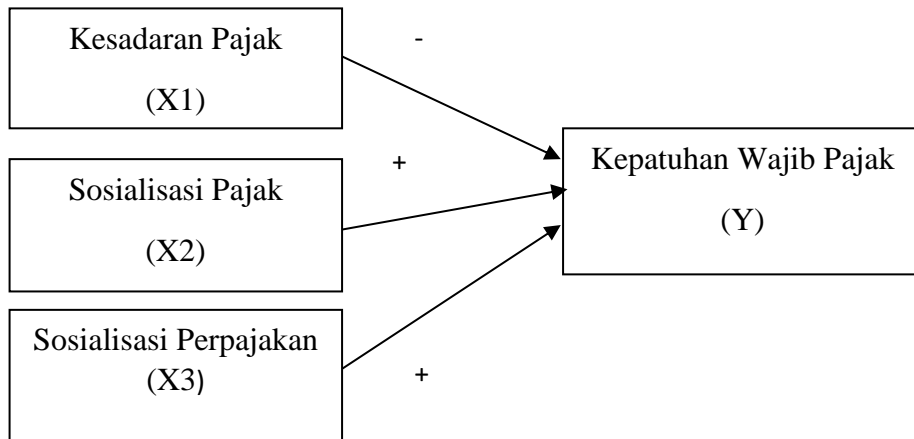 Kesadaran Pajak
(X1)
-
Sosialisasi Pajak
(X2)
+
Sosialisasi Perpajakan
(X3)
+
Kepatuhan Wajib Pajak
(Y)